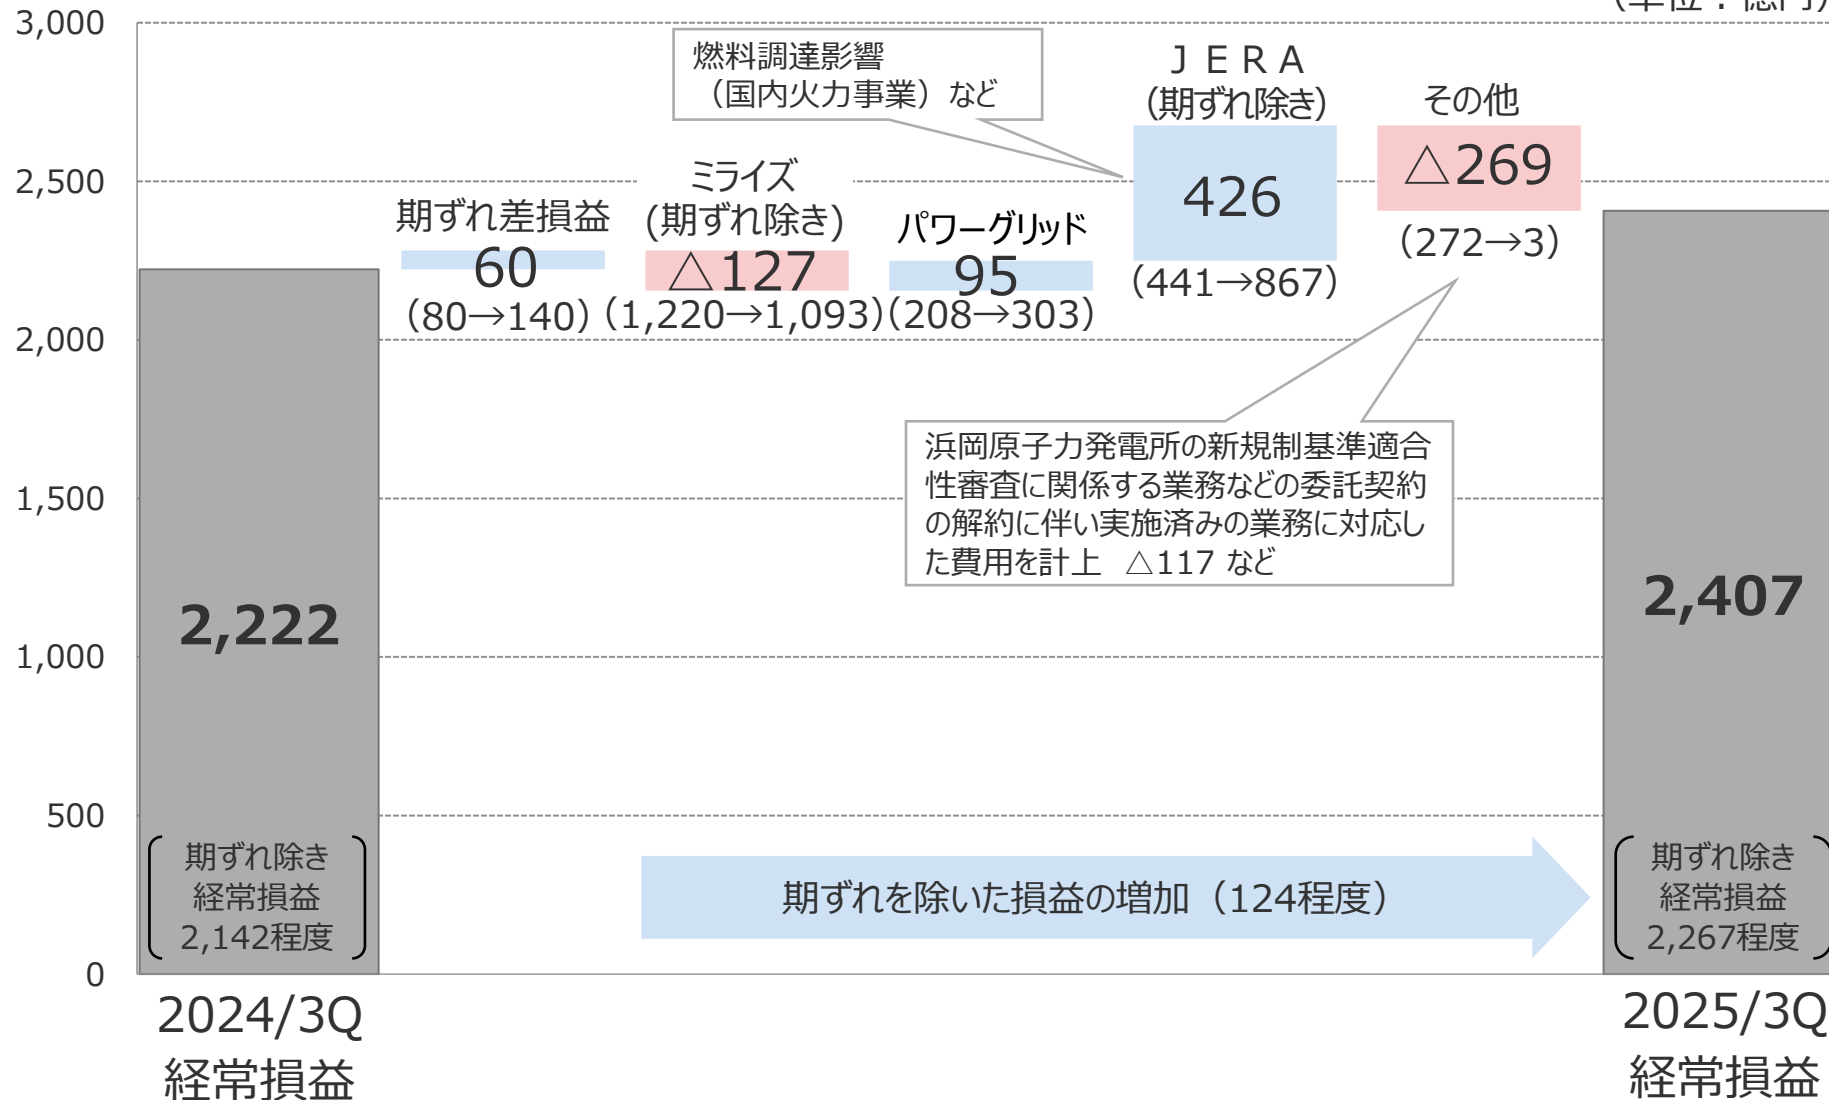 （単位：億円）
3,000
2,500
2,000
1,500
1,000
500
0
燃料調達影響
（国内火力事業）など
ＪＥＲＡ
(期ずれ除き)
426
（441→867）
その他
△269
（272→3）
期ずれ差損益
60
（80→140）
ミライズ
(期ずれ除き)
△127
（1,220→1,093）
パワーグリッド
95
（208→303）
浜岡原子力発電所の新規制基準適合
性審査に関係する業務などの委託契約
の解約に伴い実施済みの業務に対応し
た費用を計上　△117 など
2,222
期ずれ除き
経常損益
2,142程度
期ずれを除いた損益の増加（124程度）
2,407
期ずれ除き
経常損益
2,267程度
2024/3Q
経常損益
2025/3Q
経常損益